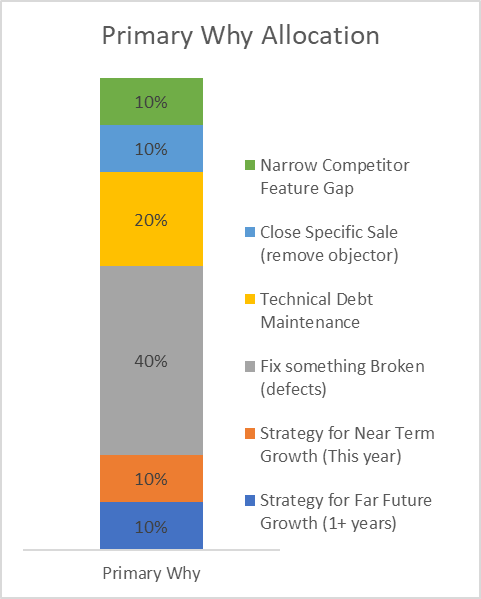 Primary Why Allocation
10%
10%
20%
40%
10%
10%
Narrow Competitor
Feature Gap
Close Specific Sale
(remove objector)
Technical Debt
Maintenance
Fix something Broken
(defects)
Strategy for Near Term
Growth (This year)
Strategy for Far Future
Growth (1+ years)
Primary Why